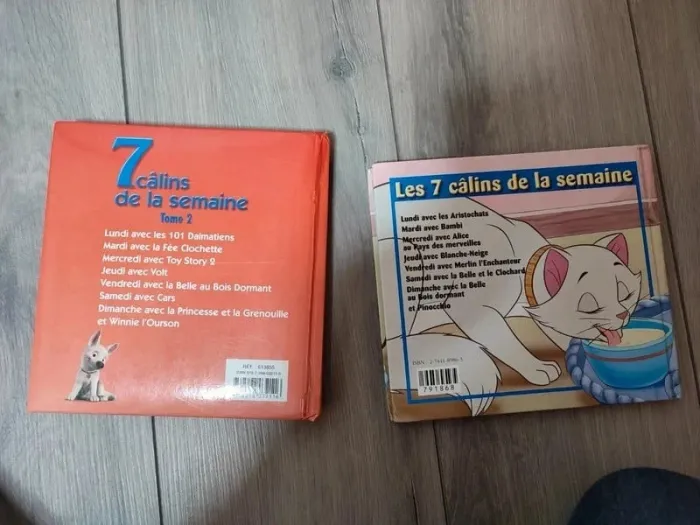 7
câlins
de la semaine
Tome 2
Lundi avec les 101 Dalmatiens
Mardi avec la Fée Clochette
Mercredi avec Toy Story 2
Jeudi avec Volt
Vendredi avec la Belle au Bois Dormant
Samedi avec Cars
Dimanche avec la Princesse et la Grenouille
et Winnie l'Ourson
Les 7 câlins de la semaine
Lundi avec les Aristochats
Mardi avec Bambi
Mercredi avec Alice
au Pays des merveilles
Jeudi avec Blanche-Neige
Vendredi avec Merlin l'Enchanteur
Samedi avec la Belle et le Clochard
Dimanche avec la Belle
au Bois dormant
et Pinocchio
791868